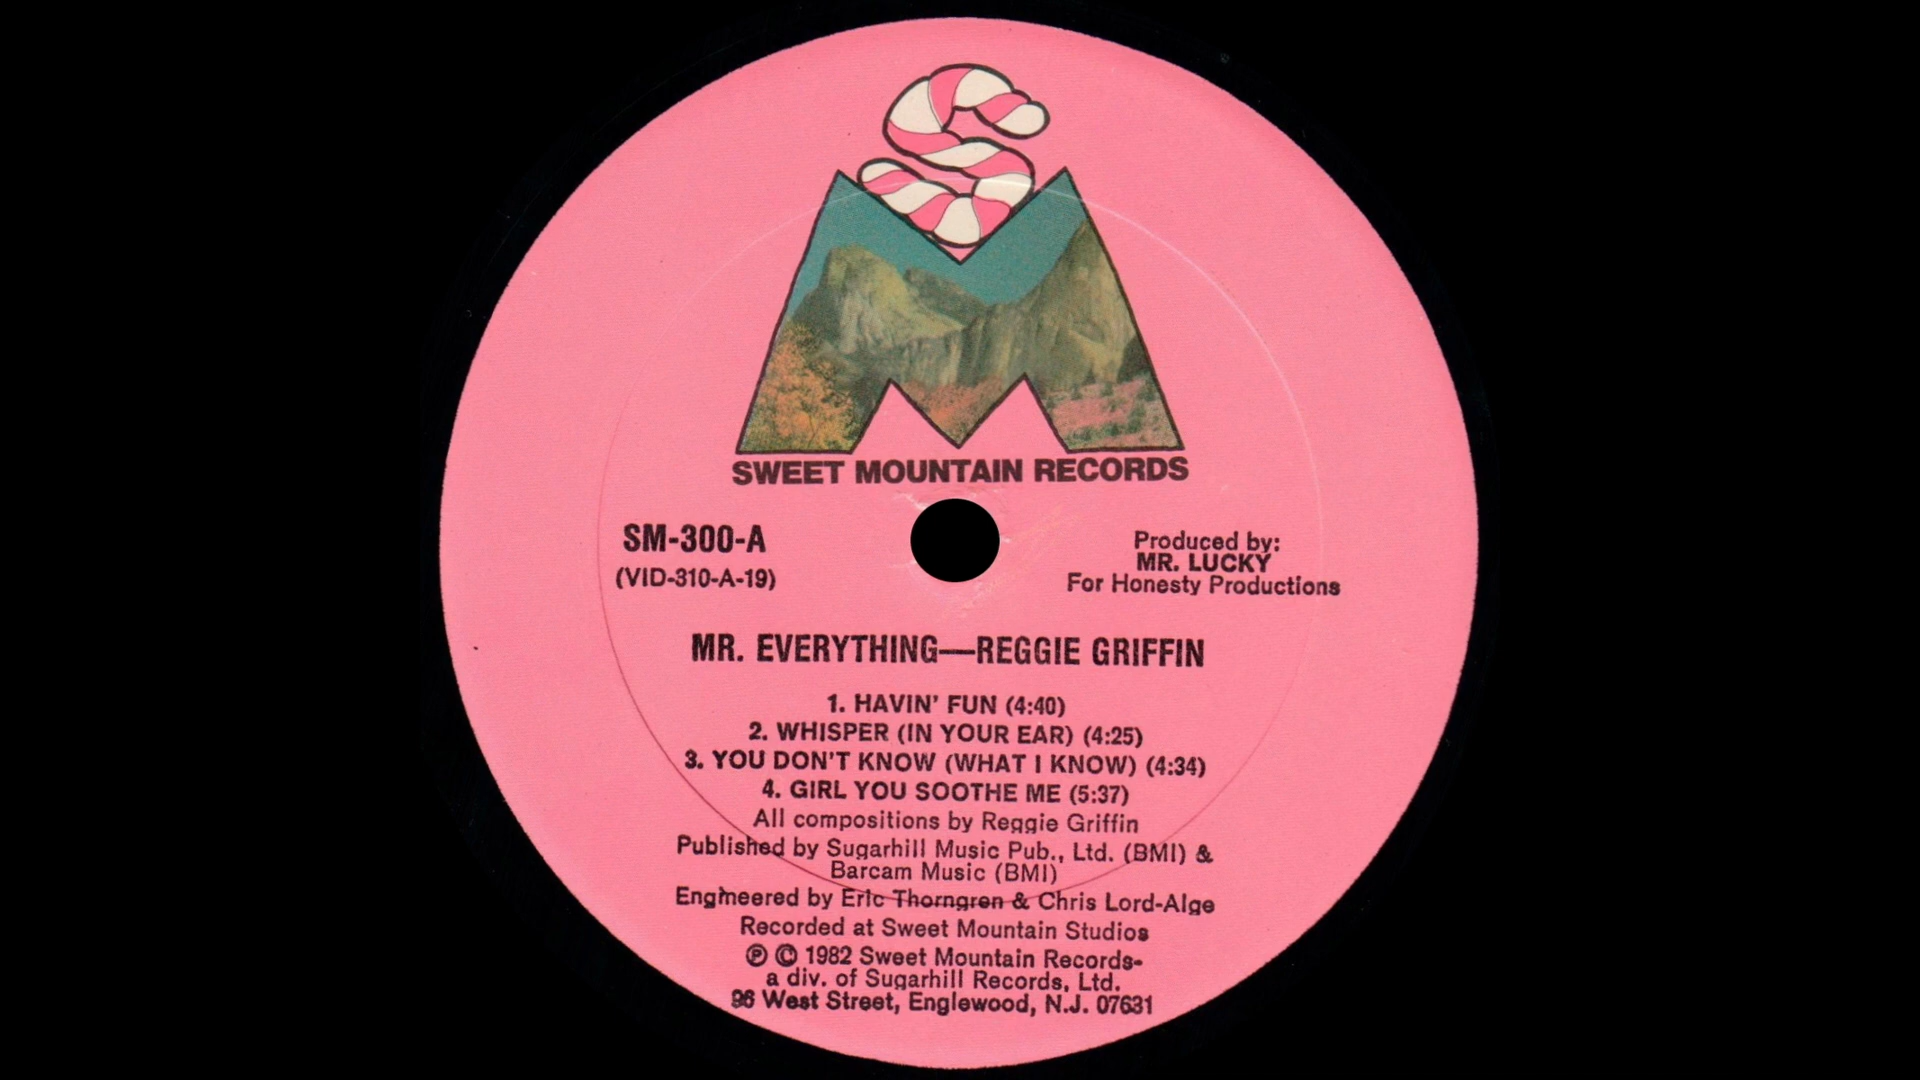 SWEET MOUNTAIN RECORDS
SM-300-A
(VID-310-A-19)
Produced by:
MR. LUCKY
For Honesty Productions
MR. EVERYTHING—REGGIE GRIFFIN
1. HAVIN' FUN (4:40)
2. WHISPER (IN YOUR EAR) (4:25)
3. YOU DON'T KNOW (WHAT I KNOW) (4:34)
4. GIRL YOU SOOTHE ME (5:37)
All compositions by Reggie Griffin
Published by Sugarhill Music Pub., Ltd. (BMI) &
Barcam Music (BMI)
Engineered by Eric Thorngren & Chris Lord-Alge
Recorded at Sweet Mountain Studios
℗ © 1982 Sweet Mountain Records-
a div. of Sugarhill Records, Ltd.
96 West Street, Englewood, N.J. 07631